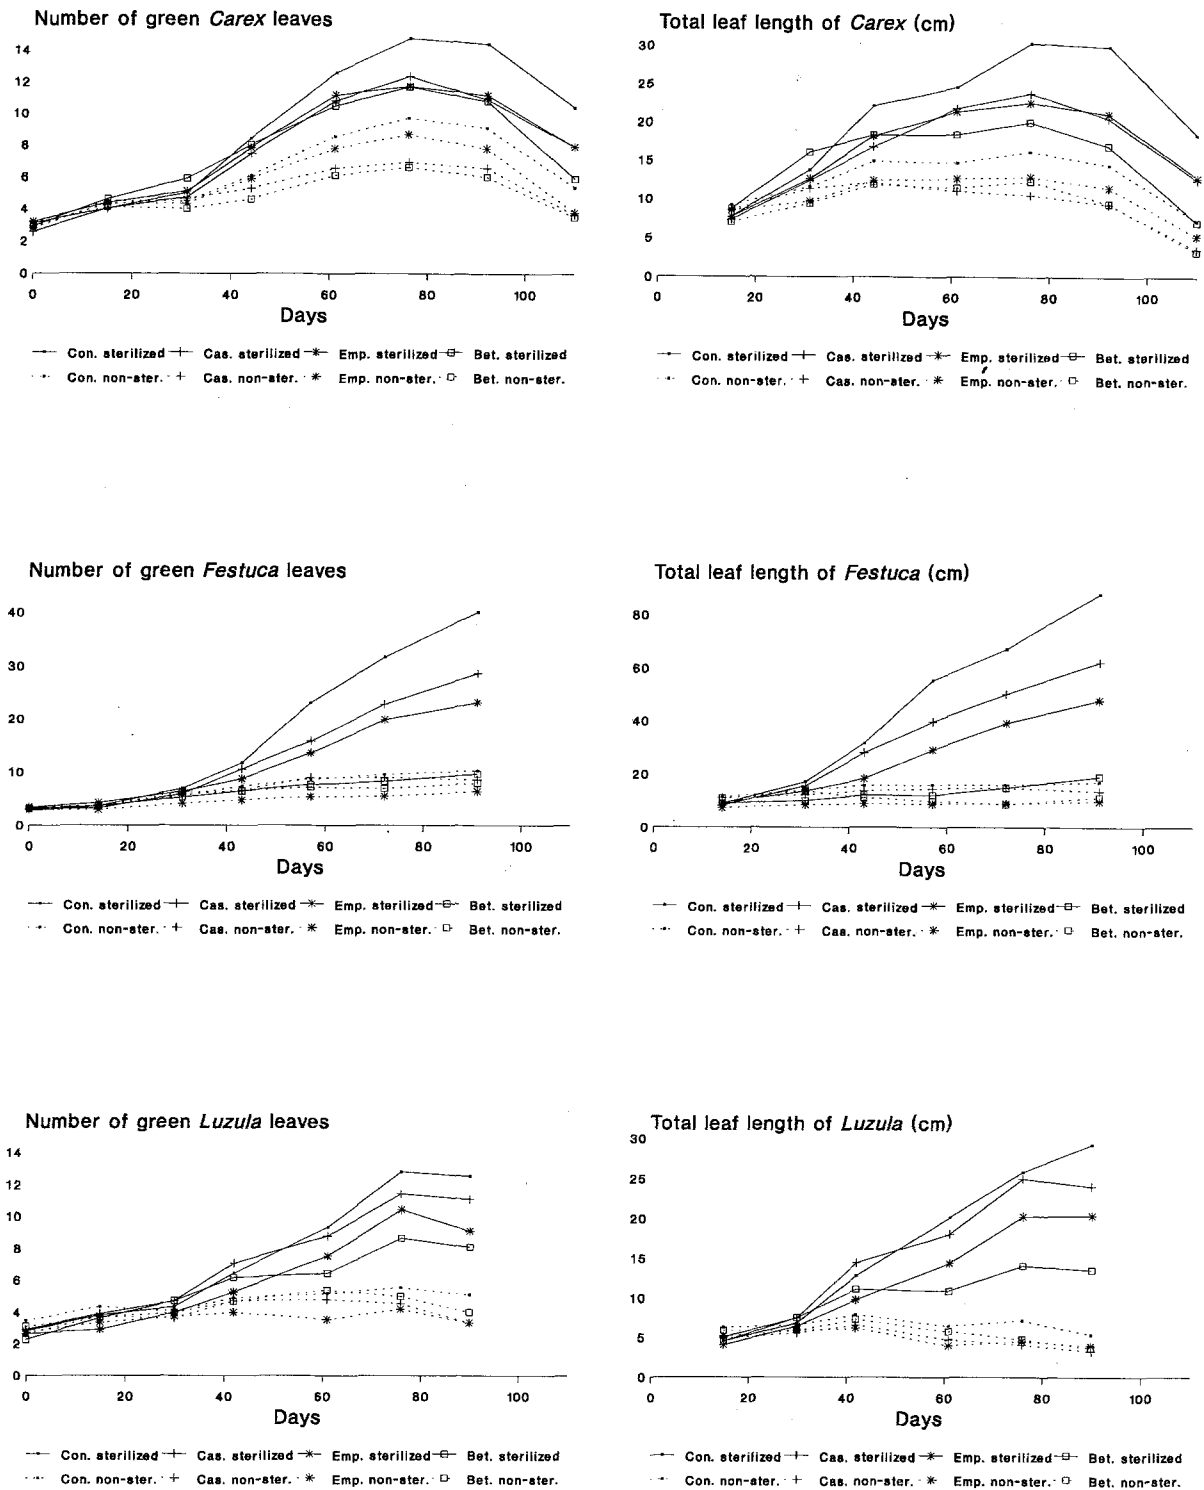 Number of green Carex leaves
14
12
10
8
6
4
2
0
0 20 40 60 80 100
Days
Con. sterilized Cas. sterilized Emp. sterilized Bet. sterilized
Con. non-ster. Cas. non-ster. Emp. non-ster. Bet. non-ster.
Total leaf length of Carex (cm)
30
25
20
15
10
5
0
0 20 40 60 80 100
Days
Con. sterilized Cas. sterilized Emp. sterilized Bet. sterilized
Con. non-ster. Cas. non-ster. Emp. non-ster. Bet. non-ster.
Number of green Festuca leaves
40
30
20
10
0
0 20 40 60 80 100
Days
Con. sterilized Cas. sterilized Emp. sterilized Bet. sterilized
Con. non-ster. Cas. non-ster. Emp. non-ster. Bet. non-ster.
Total leaf length of Festuca (cm)
80
60
40
20
0
0 20 40 60 80 100
Days
Con. sterilized Cas. sterilized Emp. sterilized Bet. sterilized
Con. non-ster. Cas. non-ster. Emp. non-ster. Bet. non-ster.
Number of green Luzula leaves
14
12
10
8
6
4
2
0
0 20 40 60 80 100
Days
Con. sterilized Cas. sterilized Emp. sterilized Bet. sterilized
Con. non-ster. Cas. non-ster. Emp. non-ster. Bet. non-ster.
Total leaf length of Luzula (cm)
30
25
20
15
10
5
0
0 20 40 60 80 100
Days
Con. sterilized Cas. sterilized Emp. sterilized Bet. sterilized
Con. non-ster. Cas. non-ster. Emp. non-ster. Bet. non-ster.